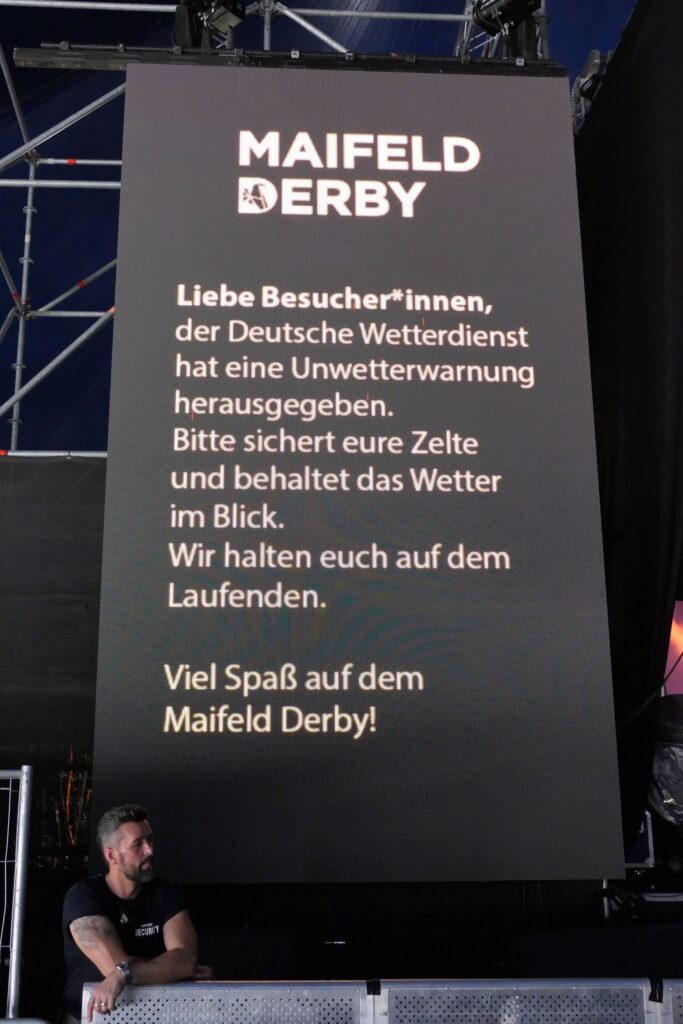 MAIFELD
DERBY
Liebe Besucher*innen,
der Deutsche Wetterdienst
hat eine Unwetterwarnung
herausgegeben.
Bitte sichert eure Zelte
und behaltet das Wetter
im Blick.
Wir halten euch auf dem
Laufenden.
Viel Spaß auf dem
Maifeld Derby!
SECURITY